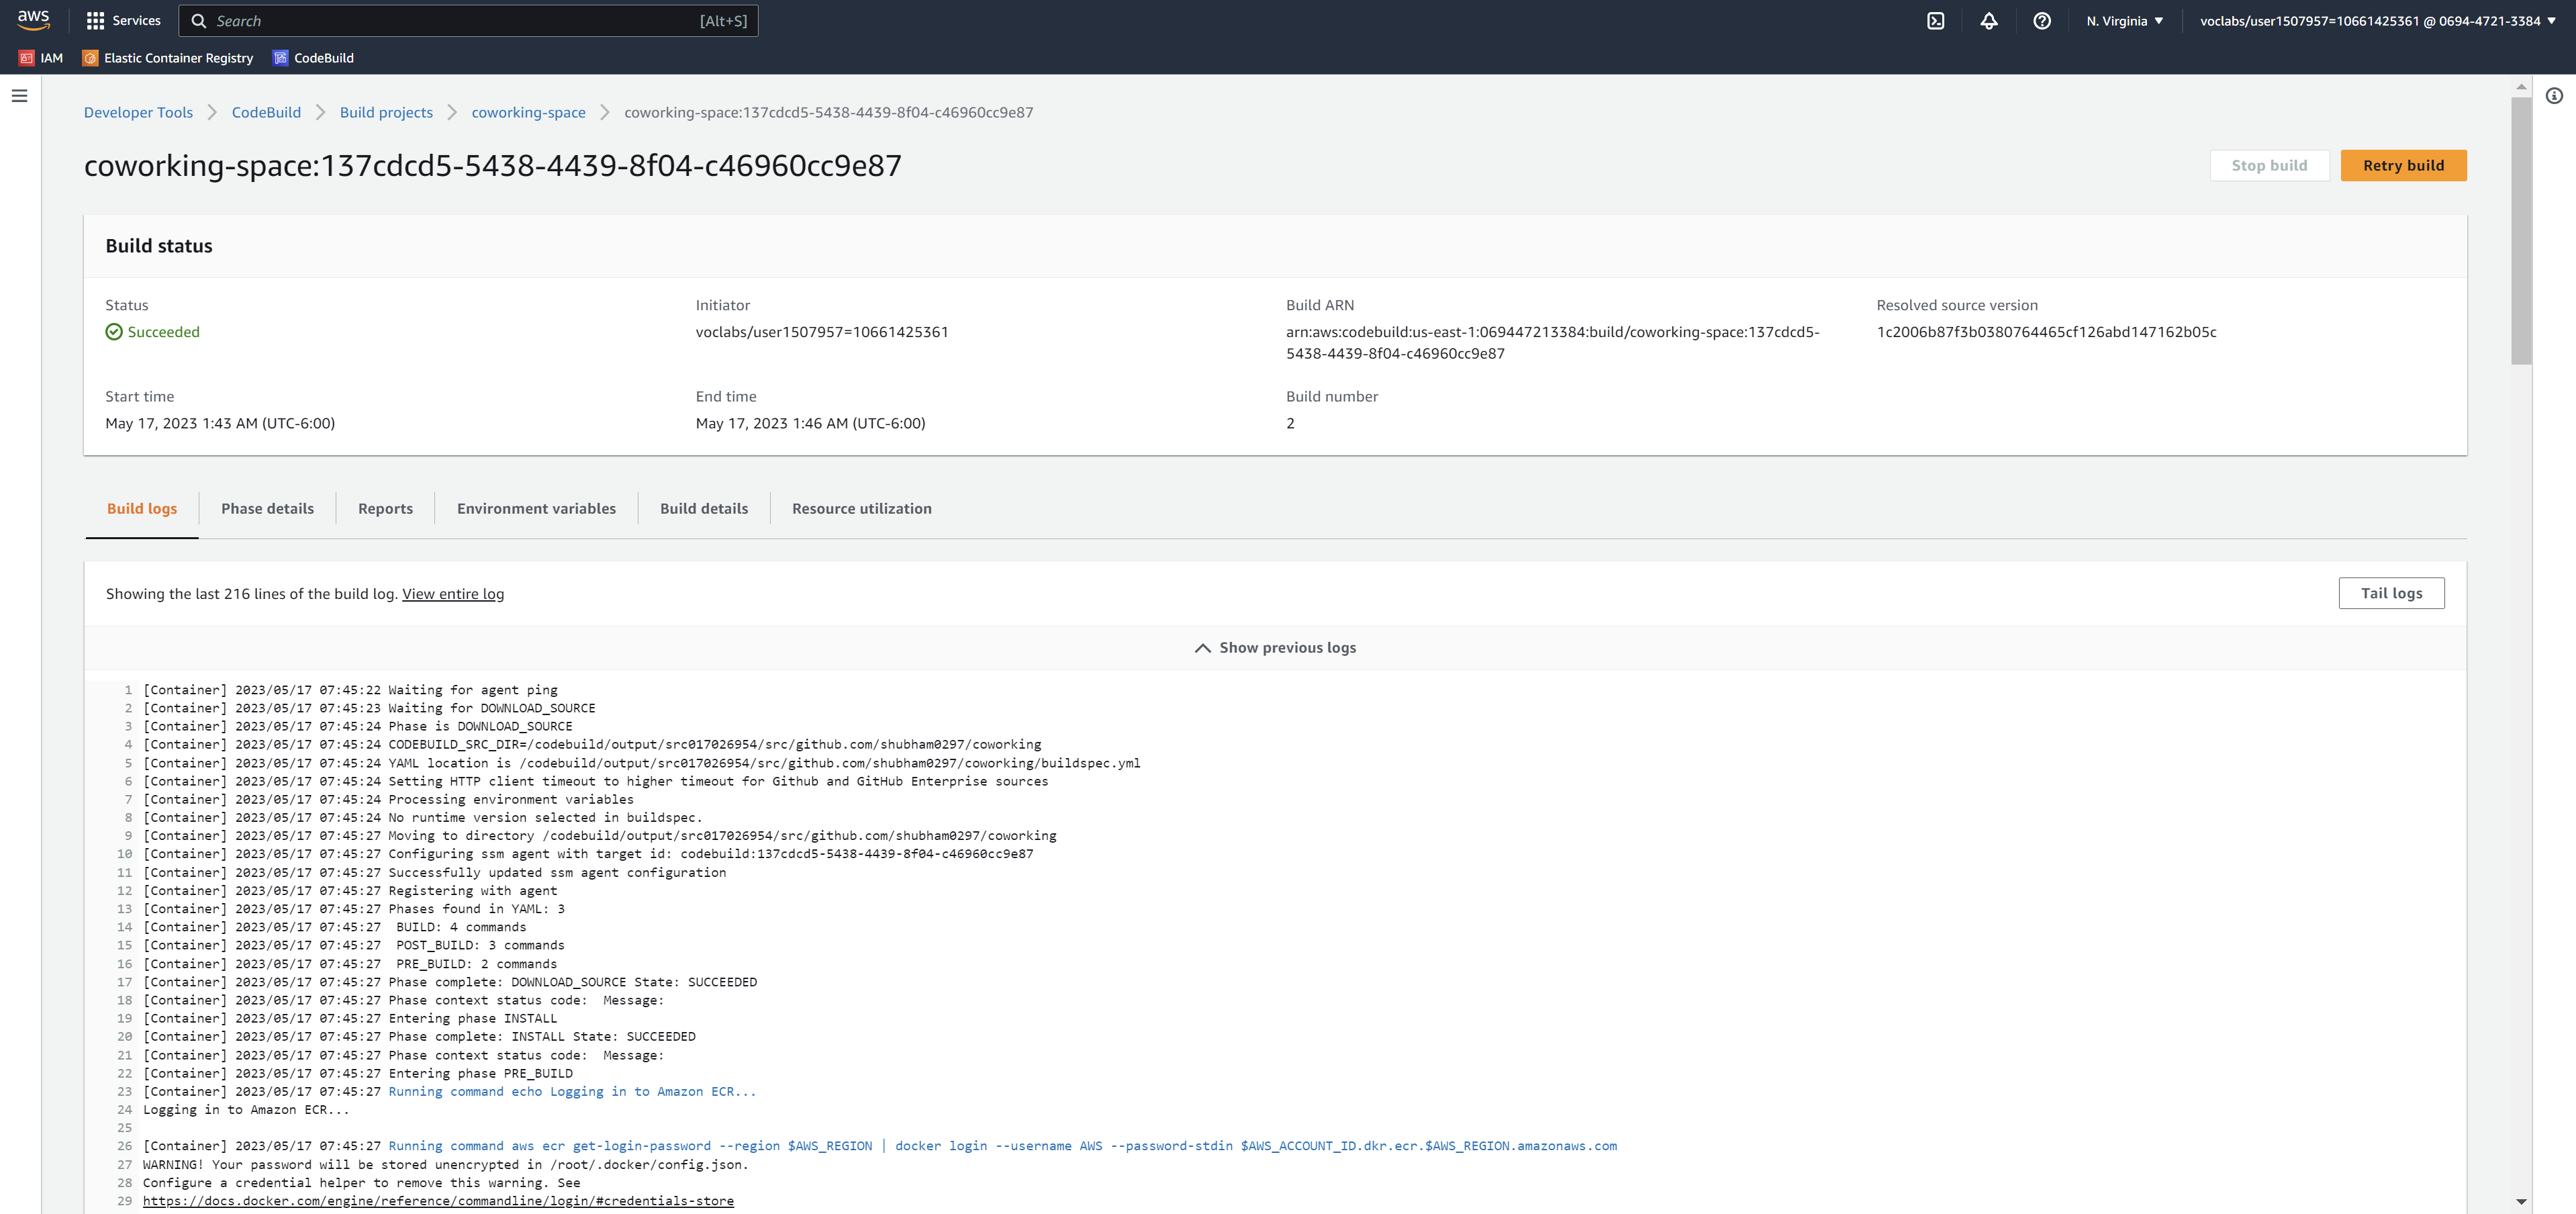 aws Services Search [Alt+S] N. Virginia voclabs/user1507957=10661425361 @ 0694-4721-3384
IAM Elastic Container Registry CodeBuild
Developer Tools CodeBuild Build projects coworking-space coworking-space:137cdcd5-5438-4439-8f04-c46960cc9e87
coworking-space:137cdcd5-5438-4439-8f04-c46960cc9e87 Stop build Retry build
Build status
Status Initiator Build ARN Resolved source version
Succeeded voclabs/user1507957=10661425361 arn:aws:codebuild:us-east-1:069447213384:build/coworking-space:137cdcd5- 1c2006b87f3b0380764465cf126abd147162b05c
5438-4439-8f04-c46960cc9e87
Start time End time Build number
May 17, 2023 1:43 AM (UTC-6:00) May 17, 2023 1:46 AM (UTC-6:00) 2
Build logs Phase details Reports Environment variables Build details Resource utilization
Showing the last 216 lines of the build log. View entire log Tail logs
Show previous logs
1 [Container] 2023/05/17 07:45:22 Waiting for agent ping
2 [Container] 2023/05/17 07:45:23 Waiting for DOWNLOAD_SOURCE
3 [Container] 2023/05/17 07:45:24 Phase is DOWNLOAD_SOURCE
4 [Container] 2023/05/17 07:45:24 CODEBUILD_SRC_DIR=/codebuild/output/src017026954/src/github.com/shubham0297/coworking
5 [Container] 2023/05/17 07:45:24 YAML location is /codebuild/output/src017026954/src/github.com/shubham0297/coworking/buildspec.yml
6 [Container] 2023/05/17 07:45:24 Setting HTTP client timeout to higher timeout for Github and GitHub Enterprise sources
7 [Container] 2023/05/17 07:45:24 Processing environment variables
8 [Container] 2023/05/17 07:45:24 No runtime version selected in buildspec.
9 [Container] 2023/05/17 07:45:27 Moving to directory /codebuild/output/src017026954/src/github.com/shubham0297/coworking
10 [Container] 2023/05/17 07:45:27 Configuring ssm agent with target id: codebuild:137cdcd5-5438-4439-8f04-c46960cc9e87
11 [Container] 2023/05/17 07:45:27 Successfully updated ssm agent configuration
12 [Container] 2023/05/17 07:45:27 Registering with agent
13 [Container] 2023/05/17 07:45:27 Phases found in YAML: 3
14 [Container] 2023/05/17 07:45:27  BUILD: 4 commands
15 [Container] 2023/05/17 07:45:27  POST_BUILD: 3 commands
16 [Container] 2023/05/17 07:45:27  PRE_BUILD: 2 commands
17 [Container] 2023/05/17 07:45:27 Phase complete: DOWNLOAD_SOURCE State: SUCCEEDED
18 [Container] 2023/05/17 07:45:27 Phase context status code:  Message:
19 [Container] 2023/05/17 07:45:27 Entering phase INSTALL
20 [Container] 2023/05/17 07:45:27 Phase complete: INSTALL State: SUCCEEDED
21 [Container] 2023/05/17 07:45:27 Phase context status code:  Message:
22 [Container] 2023/05/17 07:45:27 Entering phase PRE_BUILD
23 [Container] 2023/05/17 07:45:27 Running command echo Logging in to Amazon ECR...
24 Logging in to Amazon ECR...
25
26 [Container] 2023/05/17 07:45:27 Running command aws ecr get-login-password --region $AWS_REGION | docker login --username AWS --password-stdin $AWS_ACCOUNT_ID.dkr.ecr.$AWS_REGION.amazonaws.com
27 WARNING! Your password will be stored unencrypted in /root/.docker/config.json.
28 Configure a credential helper to remove this warning. See
29 https://docs.docker.com/engine/reference/commandline/login/#credentials-store